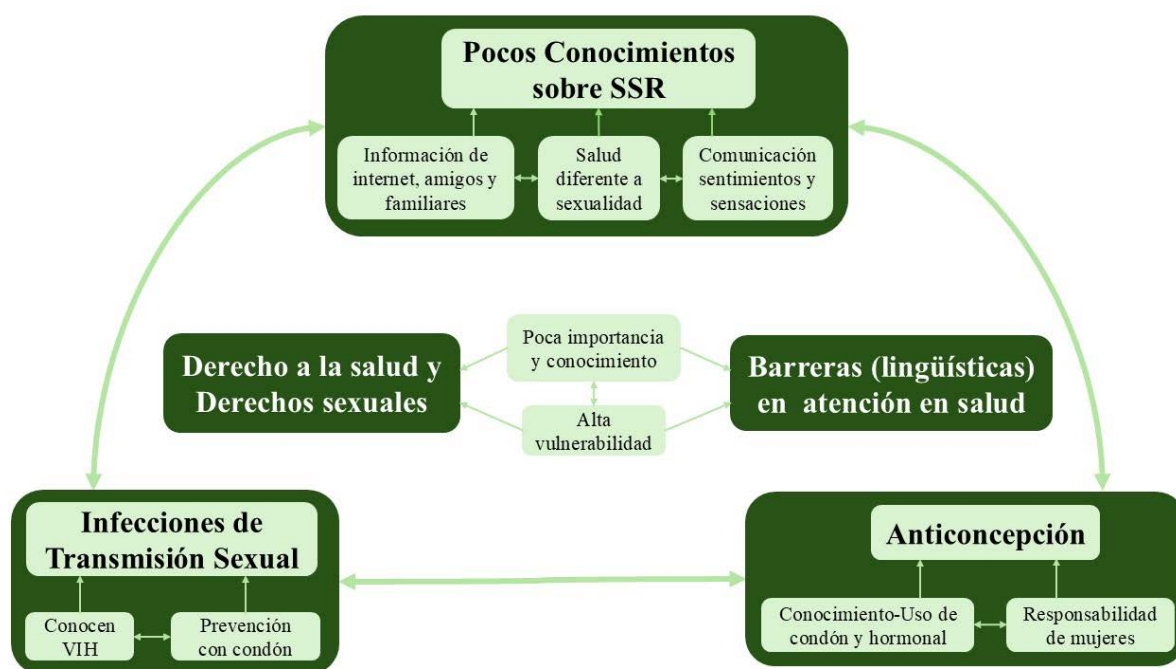 Pocos Conocimientos
sobre SSR
Información de
internet, amigos y
familiares
Salud
diferente a
sexualidad
Comunicación
sentimientos y
sensaciones
Derecho a la salud y
Derechos sexuales
Poca importancia
y conocimiento
Alta
vulnerabilidad
Barreras (lingüísticas)
en atención en salud
Infecciones de
Transmisión Sexual
Conocen
VIH
Prevención
con condón
Anticoncepción
Conocimiento-Uso de
condón y hormonal
Responsabilidad
de mujeres